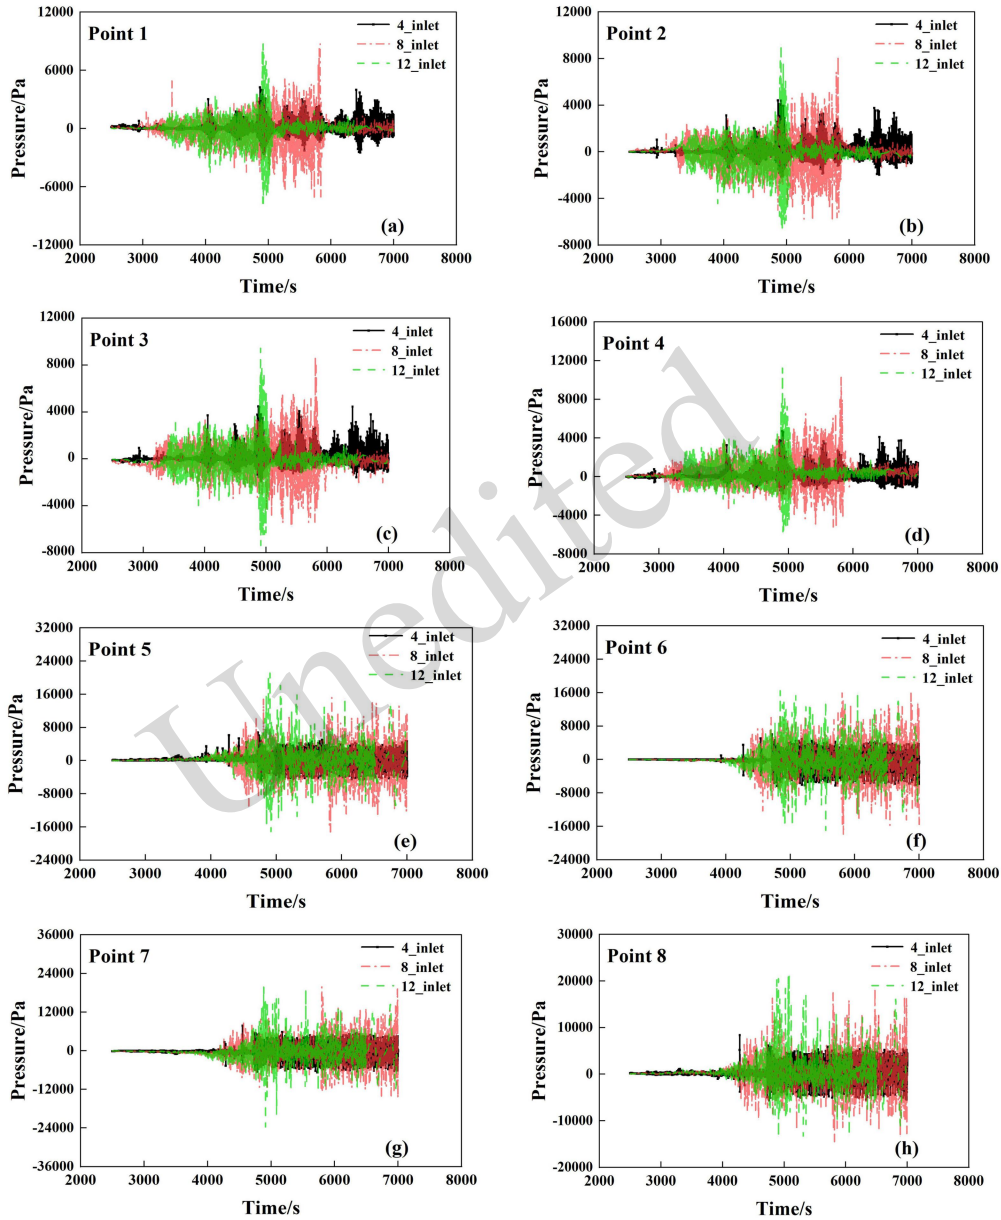 Point 1
4_inlet
8_inlet
12_inlet
12000
6000
0
-6000
-12000
Pressure/Pa
(a)
2000 3000 4000 5000 6000 7000 8000
Time/s
Point 2
4_inlet
8_inlet
12_inlet
12000
8000
4000
0
-4000
-8000
Pressure/Pa
(b)
2000 3000 4000 5000 6000 7000 8000
Time/s
Point 3
4_inlet
8_inlet
12_inlet
12000
8000
4000
0
-4000
-8000
Pressure/Pa
(c)
2000 3000 4000 5000 6000 7000 8000
Time/s
Point 4
4_inlet
8_inlet
12_inlet
16000
12000
8000
4000
0
-4000
-8000
Pressure/Pa
(d)
2000 3000 4000 5000 6000 7000 8000
Time/s
Point 5
4_inlet
8_inlet
12_inlet
32000
24000
16000
8000
0
-8000
-16000
-24000
Pressure/Pa
(e)
2000 3000 4000 5000 6000 7000 8000
Time/s
Point 6
4_inlet
8_inlet
12_inlet
32000
24000
16000
8000
0
-8000
-16000
-24000
Pressure/Pa
(f)
2000 3000 4000 5000 6000 7000 8000
Time/s
Point 7
4_inlet
8_inlet
12_inlet
36000
24000
12000
0
-12000
-24000
-36000
Pressure/Pa
(g)
2000 3000 4000 5000 6000 7000 8000
Time/s
Point 8
4_inlet
8_inlet
12_inlet
30000
20000
10000
0
-10000
-20000
Pressure/Pa
(h)
2000 3000 4000 5000 6000 7000 8000
Time/s
Unedited